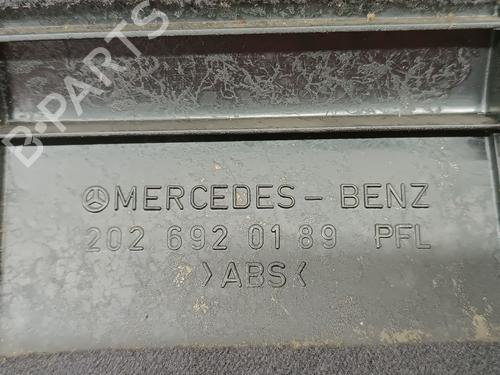 B-PARTS
MERCEDES-BENZ
202 692 01 89 PFL
>ABS<